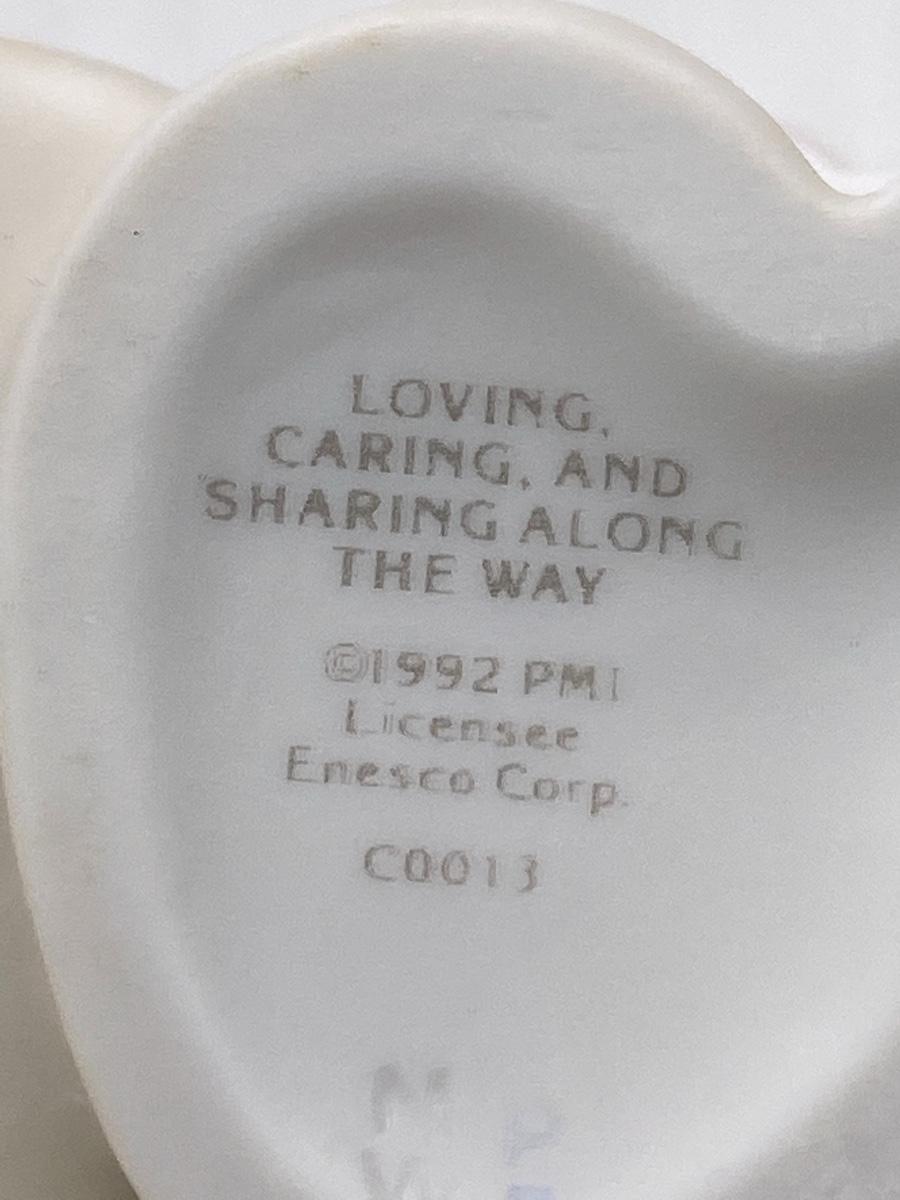 LOVING,
CARING, AND
SHARING ALONG
THE WAY
©1992 PMI
Licensee
Enesco Corp.
C0013